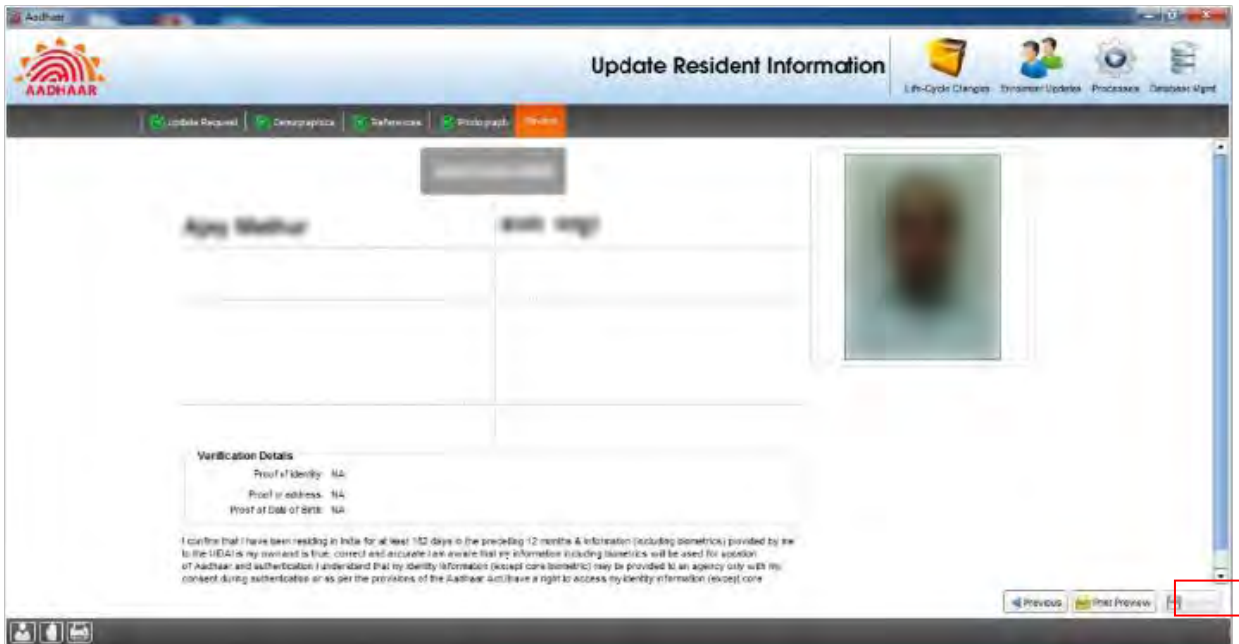 Aadhaar
AADHAAR
Update Resident Information
Life-Cycle Changes Enrolment Updates Processes Database Mgmt
Update Request Demographics References Photograph Review
Verification Details
Proof of Identity NA
Proof of address NA
Proof of Date of Birth NA
I confirm that I have been residing in India for at least 182 days in the preceding 12 months & information (including biometrics) provided by me
to the UIDAI is my own and is true, correct and accurate I am aware that my information including biometrics will be used for
of Aadhaar and authentication I understand that my identity information (except core biometric) may be provided to an agency only with my
consent during authentication or as per the provisions of the Aadhaar Act I have a right to access my identity information (except core
Previous Print Preview